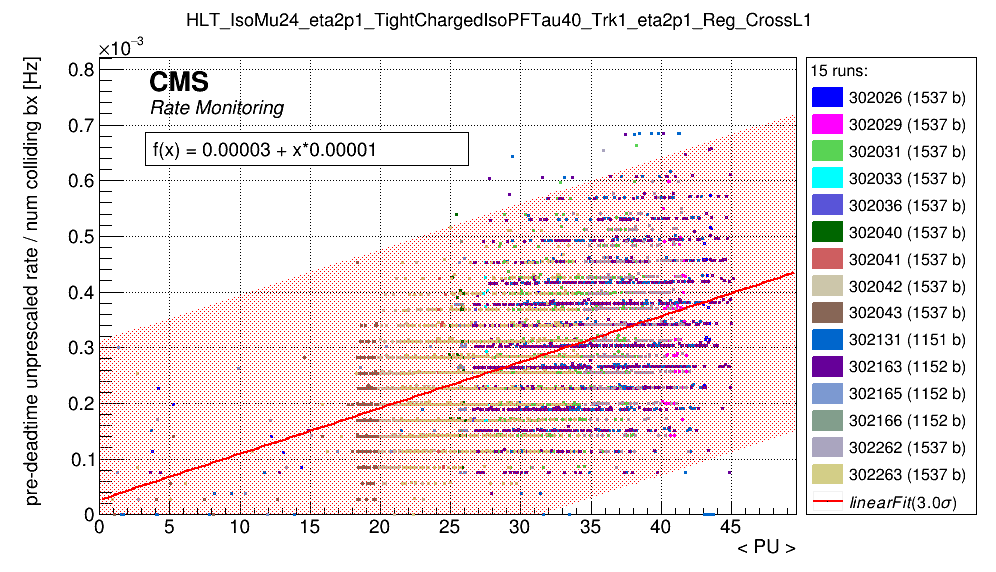 HLT_IsoMu24_eta2p1_TightChargedIsoPFTau40_Trk1_eta2p1_Reg_CrossL1
×10⁻³
pre-deadtime unprescaled rate / num colliding bx [Hz]
CMS
Rate Monitoring
f(x) = 0.00003 + x*0.00001
0.8
0.7
0.6
0.5
0.4
0.3
0.2
0.1
0
0 5 10 15 20 25 30 35 40 45
< PU >
15 runs:
302026 (1537 b)
302029 (1537 b)
302031 (1537 b)
302033 (1537 b)
302036 (1537 b)
302040 (1537 b)
302041 (1537 b)
302042 (1537 b)
302043 (1537 b)
302131 (1151 b)
302163 (1152 b)
302165 (1152 b)
302166 (1152 b)
302262 (1537 b)
302263 (1537 b)
linearFit(3.0σ)